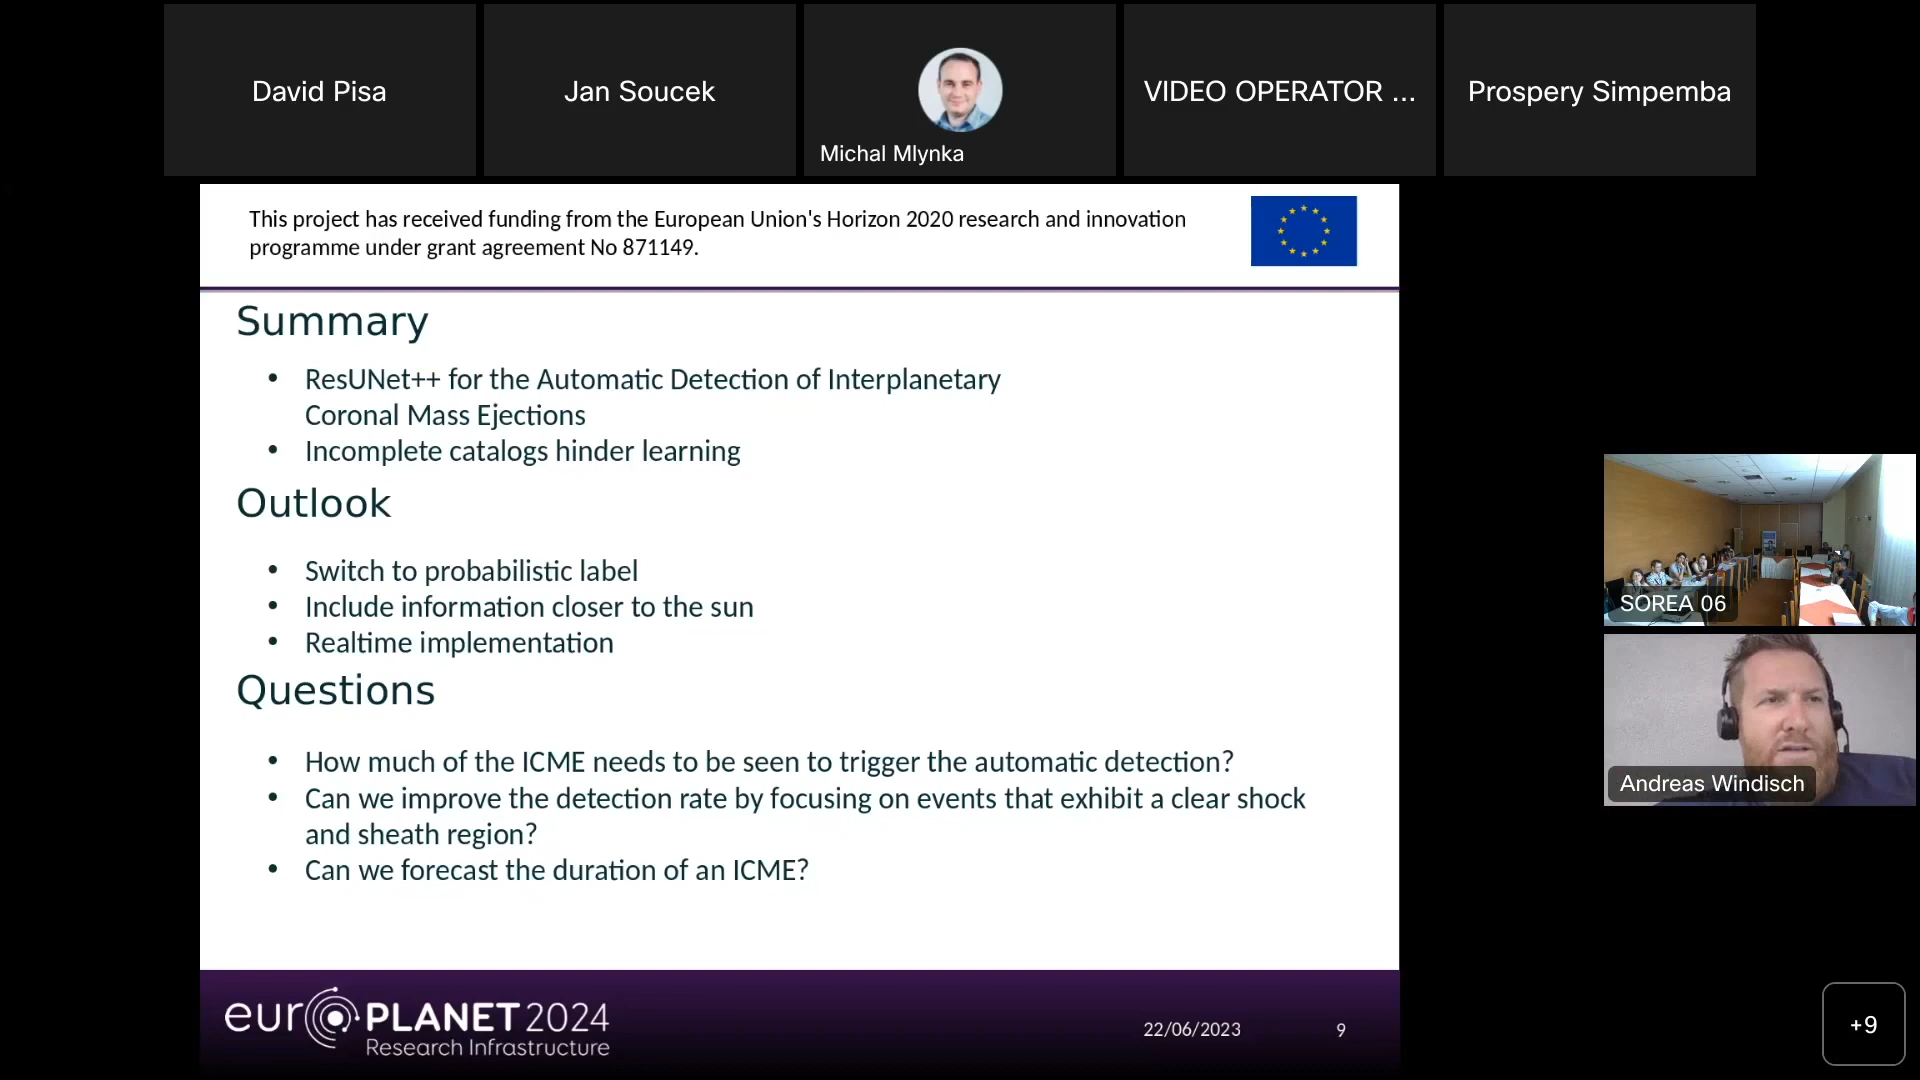 David Pisa
Jan Soucek
Michal Mlynka
VIDEO OPERATOR ...
Prospery Simpemba
This project has received funding from the European Union's Horizon 2020 research and innovation
programme under grant agreement No 871149.
Summary
• ResUNet++ for the Automatic Detection of Interplanetary
Coronal Mass Ejections
• Incomplete catalogs hinder learning
Outlook
• Switch to probabilistic label
• Include information closer to the sun
• Realtime implementation
Questions
• How much of the ICME needs to be seen to trigger the automatic detection?
• Can we improve the detection rate by focusing on events that exhibit a clear shock
and sheath region?
• Can we forecast the duration of an ICME?
europlanet 2024
Research Infrastructure
22/06/2023
9
SOREA 06
Andreas Windisch
+9